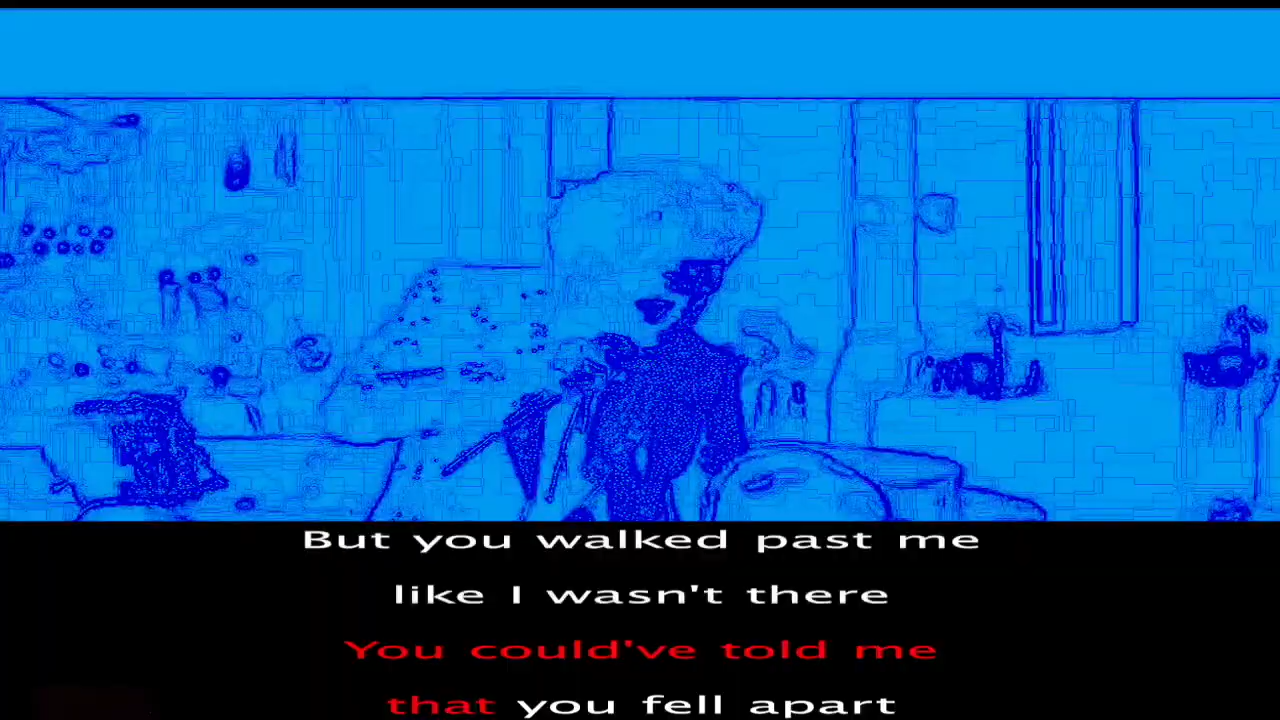 But you walked past me
like I wasn't there
You could've told me
that you fell apart